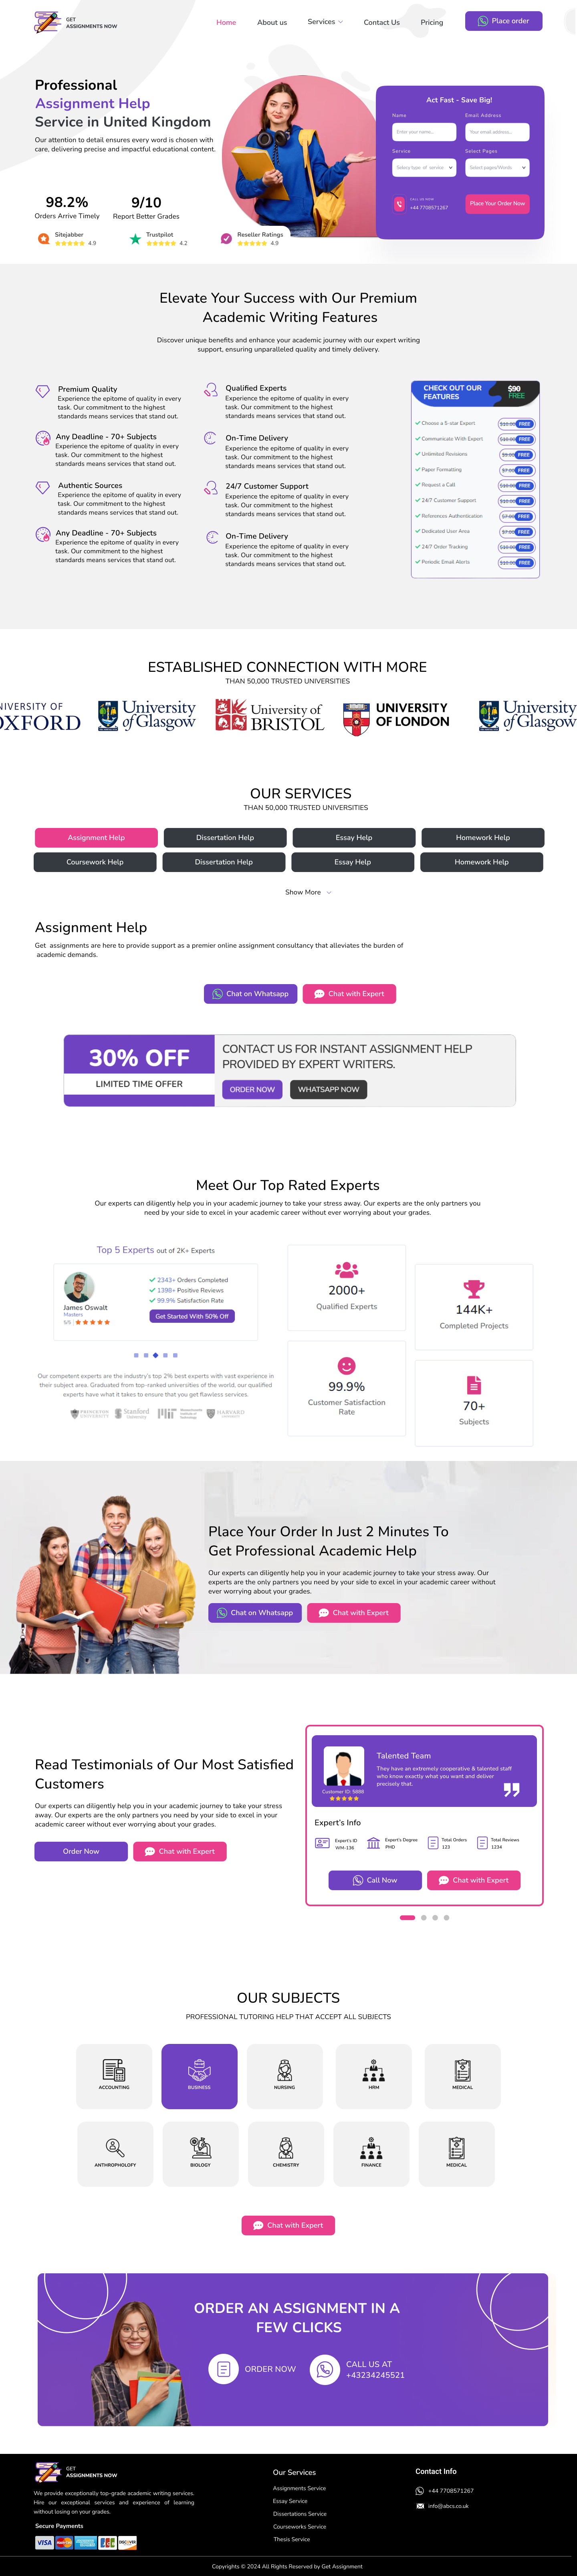 GET
ASSIGNMENTS NOW
Home
About us
Services
Contact Us
Pricing
Place order
Professional
Assignment Help
Service in United Kingdom
Our attention to detail ensures every word is chosen with
care, delivering precise and impactful educational content.
98.2%
Orders Arrive Timely
9/10
Report Better Grades
Sitejabber
4.9
Trustpilot
4.2
Reseller Ratings
4.9
Act Fast - Save Big!
Name
Email Address
Enter your name...
Your email address...
Service
Select Pages
Select pages/Words
CALL US NOW
+44 7708571267
Place Your Order Now
Elevate Your Success with Our Premium
Academic Writing Features
Discover unique benefits and enhance your academic journey with our expert writing
support, ensuring unparalleled quality and timely delivery.
Premium Quality
Experience the epitome of quality in every
task. Our commitment to the highest
standards means services that stand out.
Any Deadline - 70+ Subjects
Experience the epitome of quality in every
task. Our commitment to the highest
standards means services that stand out.
Authentic Sources
Experience the epitome of quality in every
task. Our commitment to the highest
standards means services that stand out.
Any Deadline - 70+ Subjects
Experience the epitome of quality in every
task. Our commitment to the highest
standards means services that stand out.
Qualified Experts
Experience the epitome of quality in every
task. Our commitment to the highest
standards means services that stand out.
On-Time Delivery
Experience the epitome of quality in every
task. Our commitment to the highest
standards means services that stand out.
24/7 Customer Support
Experience the epitome of quality in every
task. Our commitment to the highest
standards means services that stand out.
On-Time Delivery
Experience the epitome of quality in every
task. Our commitment to the highest
standards means services that stand out.
CHECK OUT OUR
FEATURES
$90
FREE
Choose a 5-star Expert
$10.00 FREE
Communicate With Expert
$10.00 FREE
Unlimited Revisions
FREE
Paper Formatting
$7.00 FREE
Request a Call
$10.00 FREE
24/7 Customer Support
$10.00 FREE
References Authentication
$7.00 FREE
Dedicated User Area
$7.00 FREE
24/7 Order Tracking
$10.00 FREE
Periodic Email Alerts
$10.00 FREE
ESTABLISHED CONNECTION WITH MORE
THAN 50,000 TRUSTED UNIVERSITIES
NIVERSITY OF
OXFORD
University
of Glasgow
University of
BRISTOL
UNIVERSITY
OF LONDON
University
of Glasgow
OUR SERVICES
THAN 50,000 TRUSTED UNIVERSITIES
Assignment Help
Dissertation Help
Essay Help
Homework Help
Coursework Help
Dissertation Help
Essay Help
Homework Help
Show More
Assignment Help
Get assignments are herc to provide support as a premier online assignment consultancy that alleviates the burden of
academic demands.
Chat on Whatsapp
Chat with Expert
30% OFF
LIMITED TIME OFFER
CONTACT US FOR INSTANT ASSIGNMENT HELP
PROVIDED BY EXPERT WRITERS.
ORDER NOW
WHATSAPP NOW
Meet Our Top Rated Experts
Our experts can diligently help you in your academic journey to take your stress away. Our experts are the only partners you
need by your side to excel in your academic career without ever worrying about your grades.
Top 5 Experts out of 2K+ Experts
James Oswalt
Masters
5/5
2343+ Orders Completed
1398+ Positive Reviews
99.9% Satisfaction Rate
Get Started With 50% Off
Our competent experts are the industry's top 2% best experts with vast experience in
their subject area. Graduated from top-ranked universities of the world, our qualified
experts have what it takes to ensure that you get flawless services.
PRINCETON
UNIVERSITY
Stanford
University
Massachusetts
Institute of
Technology
HARVARD
UNIVERSITY
2000+
Qualified Experts
144K+
Completed Projects
99.9%
Customer Satisfaction
Rate
70+
Subjects
Place Your Order In Just 2 Minutes To
Get Professional Academic Help
Our experts can diligently help you in your academic journey to take your stress away. Our
experts are the only partners you need by your side to excel in your academic career without
ever worrying about your grades.
Chat on Whatsapp
Chat with Expert
Read Testimonials of Our Most Satisfied
Customers
Our experts can diligently help you in your academic journey to take your stress
away. Our experts are the only partners you need by your side to excel in your
academic career without ever worrying about your grades.
Order Now
Chat with Expert
Customer ID: 5888
Talented Team
They have an extremely cooperative & talented staff
who know exactly what you want and deliver
precisely that.
Expert's Info
Expert's ID
WM-136
Expert's Degree
PHD
Total Orders
123
Total Reviews
1234
Call Now
Chat with Expert
OUR SUBJECTS
PROFESSIONAL TUTORING HELP THAT ACCEPT ALL SUBJECTS
ACCOUNTING
BUSINESS
NURSING
HRM
MEDICAL
ANTHROPHOLOFY
BIOLOGY
CHEMISTRY
FINANCE
MEDICAL
Chat with Expert
ORDER AN ASSIGNMENT IN A
FEW CLICKS
ORDER NOW
CALL US AT
+43234245521
GET
ASSIGNMENTS NOW
We provide exceptionally top-grade academic writing services.
Hire our exceptional services and experience of learning
without losing on your grades.
Secure Payments
VISA
MasterCard
JCB
DISCOVER
Our Services
Assignments Service
Essay Service
Dissertations Service
Courseworks Service
Thesis Service
Contact Info
+44 7708571267
info@abcs.co.uk
Copyrights © 2024 All Rights Reserved by Get Assignment